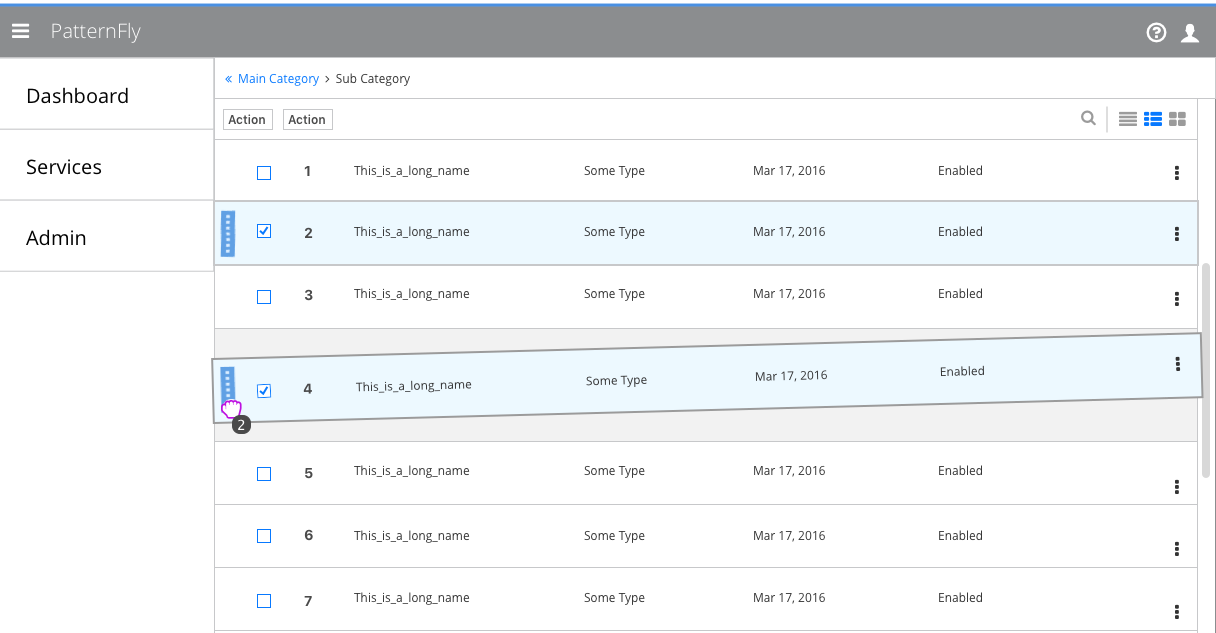 PatternFly
Dashboard
Services
Admin
« Main Category > Sub Category
Action Action
1 This_is_a_long_name Some Type Mar 17, 2016 Enabled
2 This_is_a_long_name Some Type Mar 17, 2016 Enabled
3 This_is_a_long_name Some Type Mar 17, 2016 Enabled
4 This_is_a_long_name Some Type Mar 17, 2016 Enabled
2
5 This_is_a_long_name Some Type Mar 17, 2016 Enabled
6 This_is_a_long_name Some Type Mar 17, 2016 Enabled
7 This_is_a_long_name Some Type Mar 17, 2016 Enabled